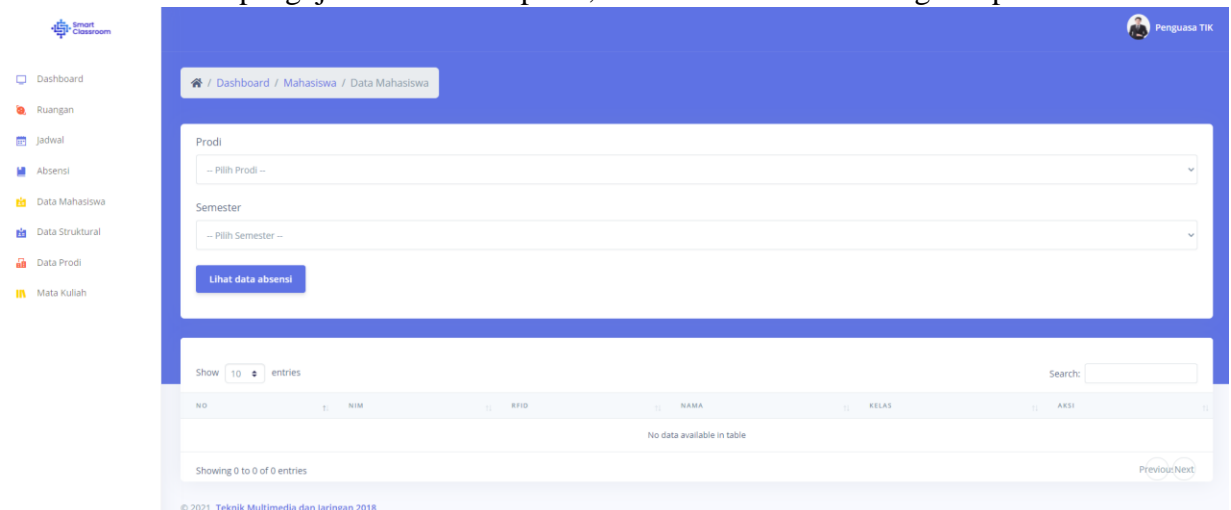 Smart
Classroom
Penguasa TIK
Dashboard
Ruangan
Jadwal
Absensi
Data Mahasiswa
Data Struktural
Data Prodi
Mata Kuliah
/ Dashboard / Mahasiswa / Data Mahasiswa
Prodi
-- Pilih Prodi --
Semester
-- Pilih Semester --
Lihat data absensi
Show 10 entries
Search:
NO NIM RFID NAMA KELAS AKSI
No data available in table
Showing 0 to 0 of 0 entries
Previous Next
© 2021 Teknik Multimedia dan Jaringan 2018